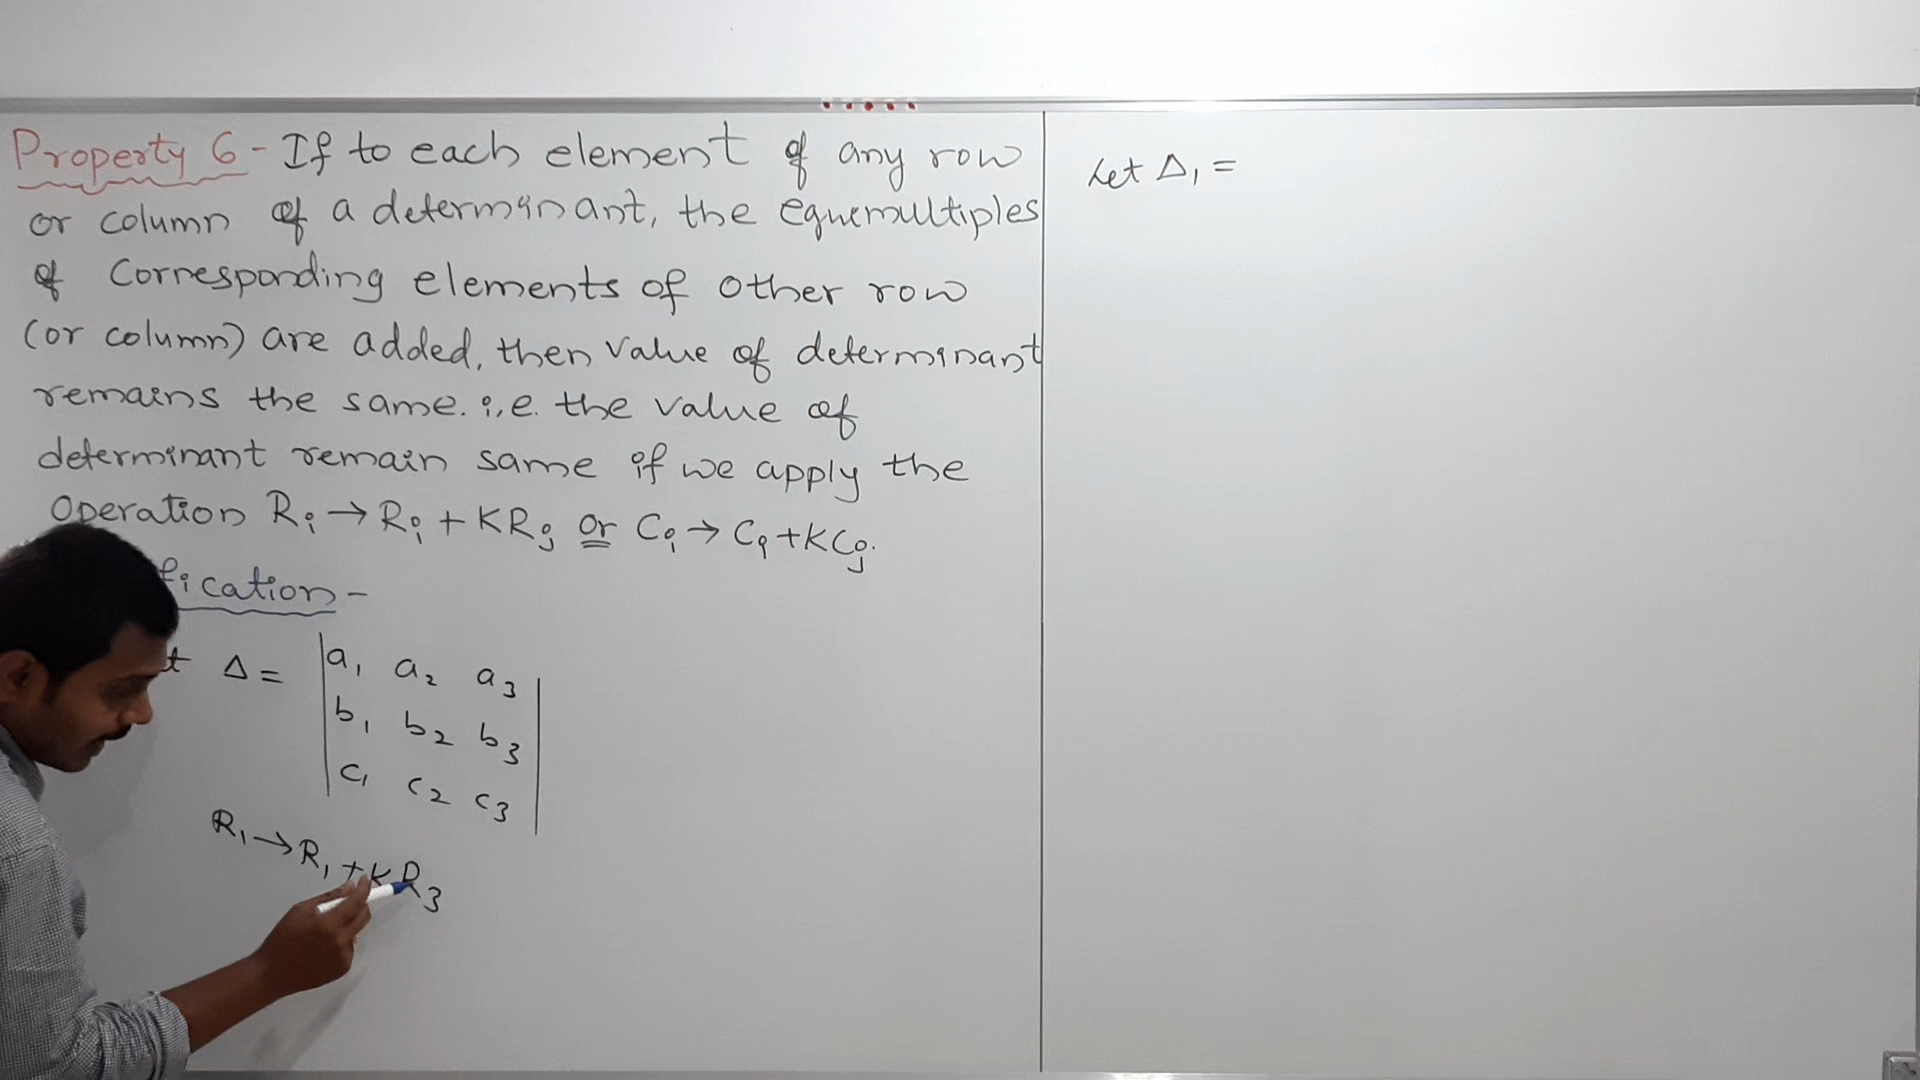 Property 6 - If to each element of any row
or column of a determinant, the equemultiples
of corresponding elements of other row
(or column) are added, then value of determinant
remains the same. i.e. the value of
determinant remain same if we apply the
operation Ri → Ri + KRj or Ci → Ci + KCj.
fication -
t Δ = | a₁ a₂ a₃ |
| b₁ b₂ b₃ |
| c₁ c₂ c₃ |
R₁ → R₁ + KR₃
Let Δ₁ =